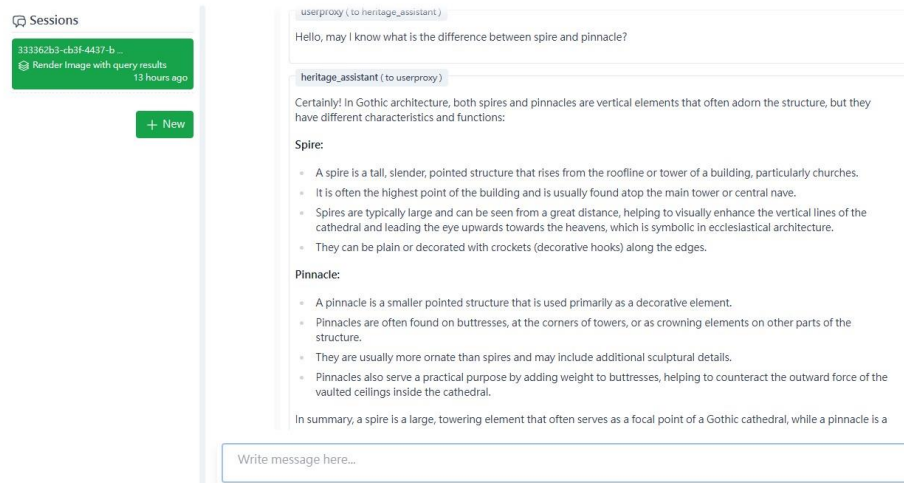 Sessions
333362b3-cb3f-4437-b ...
Render Image with query results
13 hours ago
+ New
userproxy ( to heritage_assistant )
Hello, may I know what is the difference between spire and pinnacle?
heritage_assistant ( to userproxy )
Certainly! In Gothic architecture, both spires and pinnacles are vertical elements that often adorn the structure, but they
have different characteristics and functions:
Spire:
A spire is a tall, slender, pointed structure that rises from the roofline or tower of a building, particularly churches.
It is often the highest point of the building and is usually found atop the main tower or central nave.
Spires are typically large and can be seen from a great distance, helping to visually enhance the vertical lines of the
cathedral and leading the eye upwards towards the heavens, which is symbolic in ecclesiastical architecture.
They can be plain or decorated with crockets (decorative hooks) along the edges.
Pinnacle:
A pinnacle is a smaller pointed structure that is used primarily as a decorative element.
Pinnacles are often found on buttresses, at the corners of towers, or as crowning elements on other parts of the
structure.
They are usually more ornate than spires and may include additional sculptural details.
Pinnacles also serve a practical purpose by adding weight to buttresses, helping to counteract the outward force of the
vaulted ceilings inside the cathedral.
In summary, a spire is a large, towering element that often serves as a focal point of a Gothic cathedral, while a pinnacle is a
Write message here...